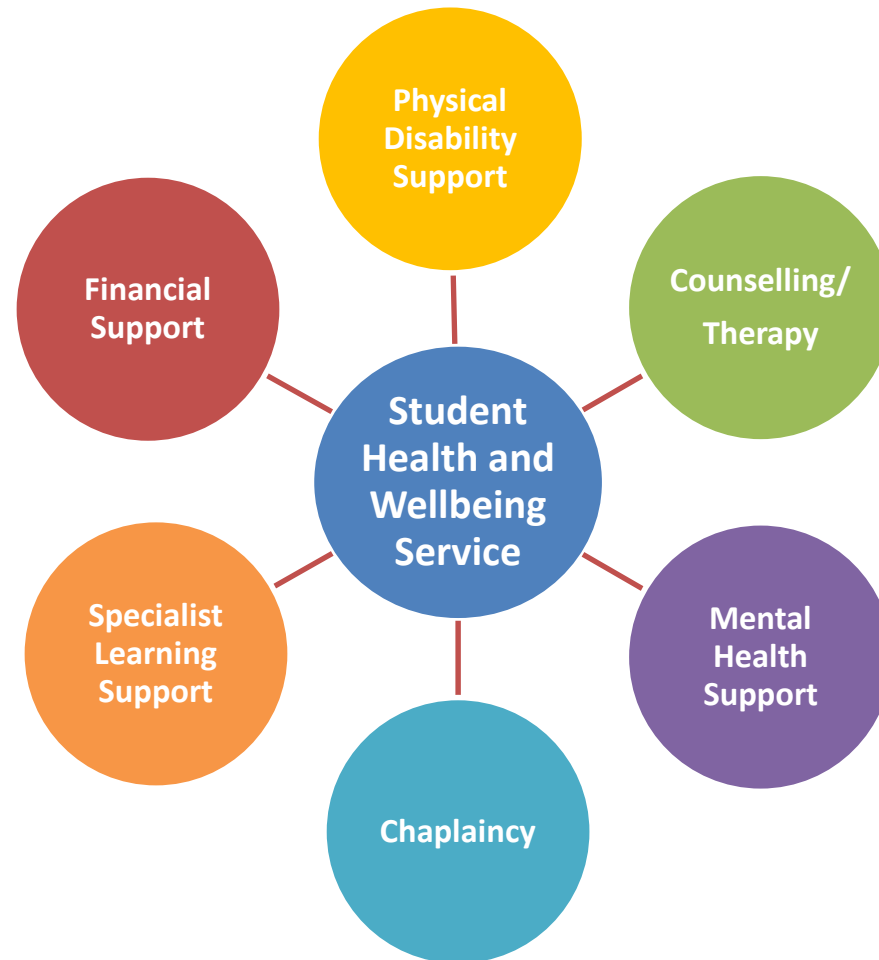 Physical
Disability
Support
Financial
Support
Counselling/
Therapy
Student
Health and
Wellbeing
Service
Specialist
Learning
Support
Mental
Health
Support
Chaplaincy